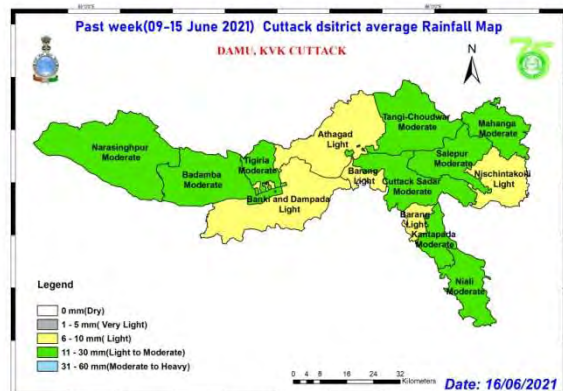 Past week(09-15 June 2021) Cuttack dsitrict average Rainfall Map
DAMU, KVK CUTTACK
N
Tangi-Choudwar
Moderate
Mahanga
Moderate
Athagad
Light
Narasinghpur
Moderate
Salepur
Moderate
Tigiria
Moderate
Badamba
Moderate
Barang
Light
Nischintakoili
Light
Cuttack Sadar
Moderate
Banki and Dampada
Light
Barang
Light
Kantapada
Moderate
Niali
Moderate
Legend
0 mm(Dry)
1 - 5 mm( Very Light)
6 - 10 mm( Light)
11 - 30 mm(Light to Moderate)
31 - 60 mm(Moderate to Heavy)
0 4 8 16 24 32
Kilometers
Date: 16/06/2021